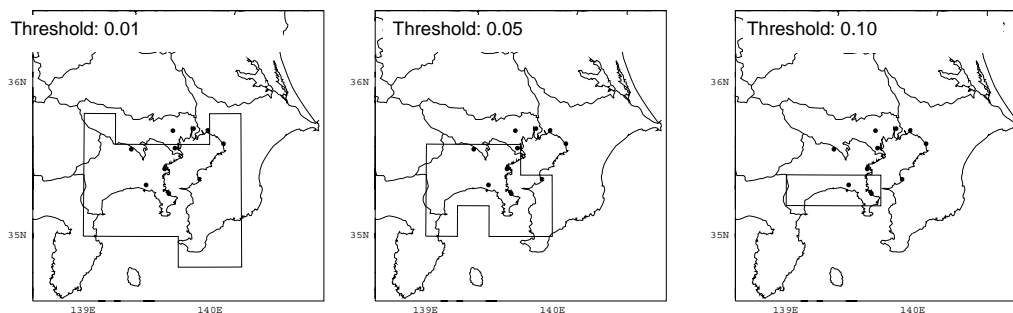 Threshold: 0.01
Threshold: 0.05
Threshold: 0.10
36N
36N
36N
35N
35N
35N
139E 140E
139E 140E
139E 140E